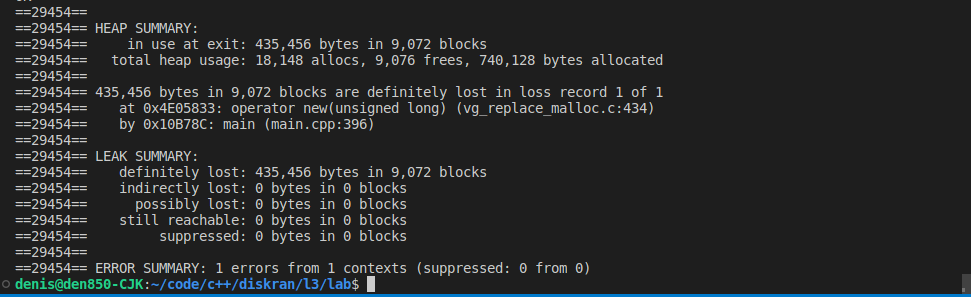 ==29454==
==29454== HEAP SUMMARY:
==29454==     in use at exit: 435,456 bytes in 9,072 blocks
==29454==   total heap usage: 18,148 allocs, 9,076 frees, 740,128 bytes allocated
==29454==
==29454== 435,456 bytes in 9,072 blocks are definitely lost in loss record 1 of 1
==29454==    at 0x4E05833: operator new(unsigned long) (vg_replace_malloc.c:434)
==29454==    by 0x10B78C: main (main.cpp:396)
==29454==
==29454== LEAK SUMMARY:
==29454==    definitely lost: 435,456 bytes in 9,072 blocks
==29454==    indirectly lost: 0 bytes in 0 blocks
==29454==      possibly lost: 0 bytes in 0 blocks
==29454==    still reachable: 0 bytes in 0 blocks
==29454==         suppressed: 0 bytes in 0 blocks
==29454==
==29454== ERROR SUMMARY: 1 errors from 1 contexts (suppressed: 0 from 0)
denis@den850-CJK:~/code/c++/diskran/l3/lab$